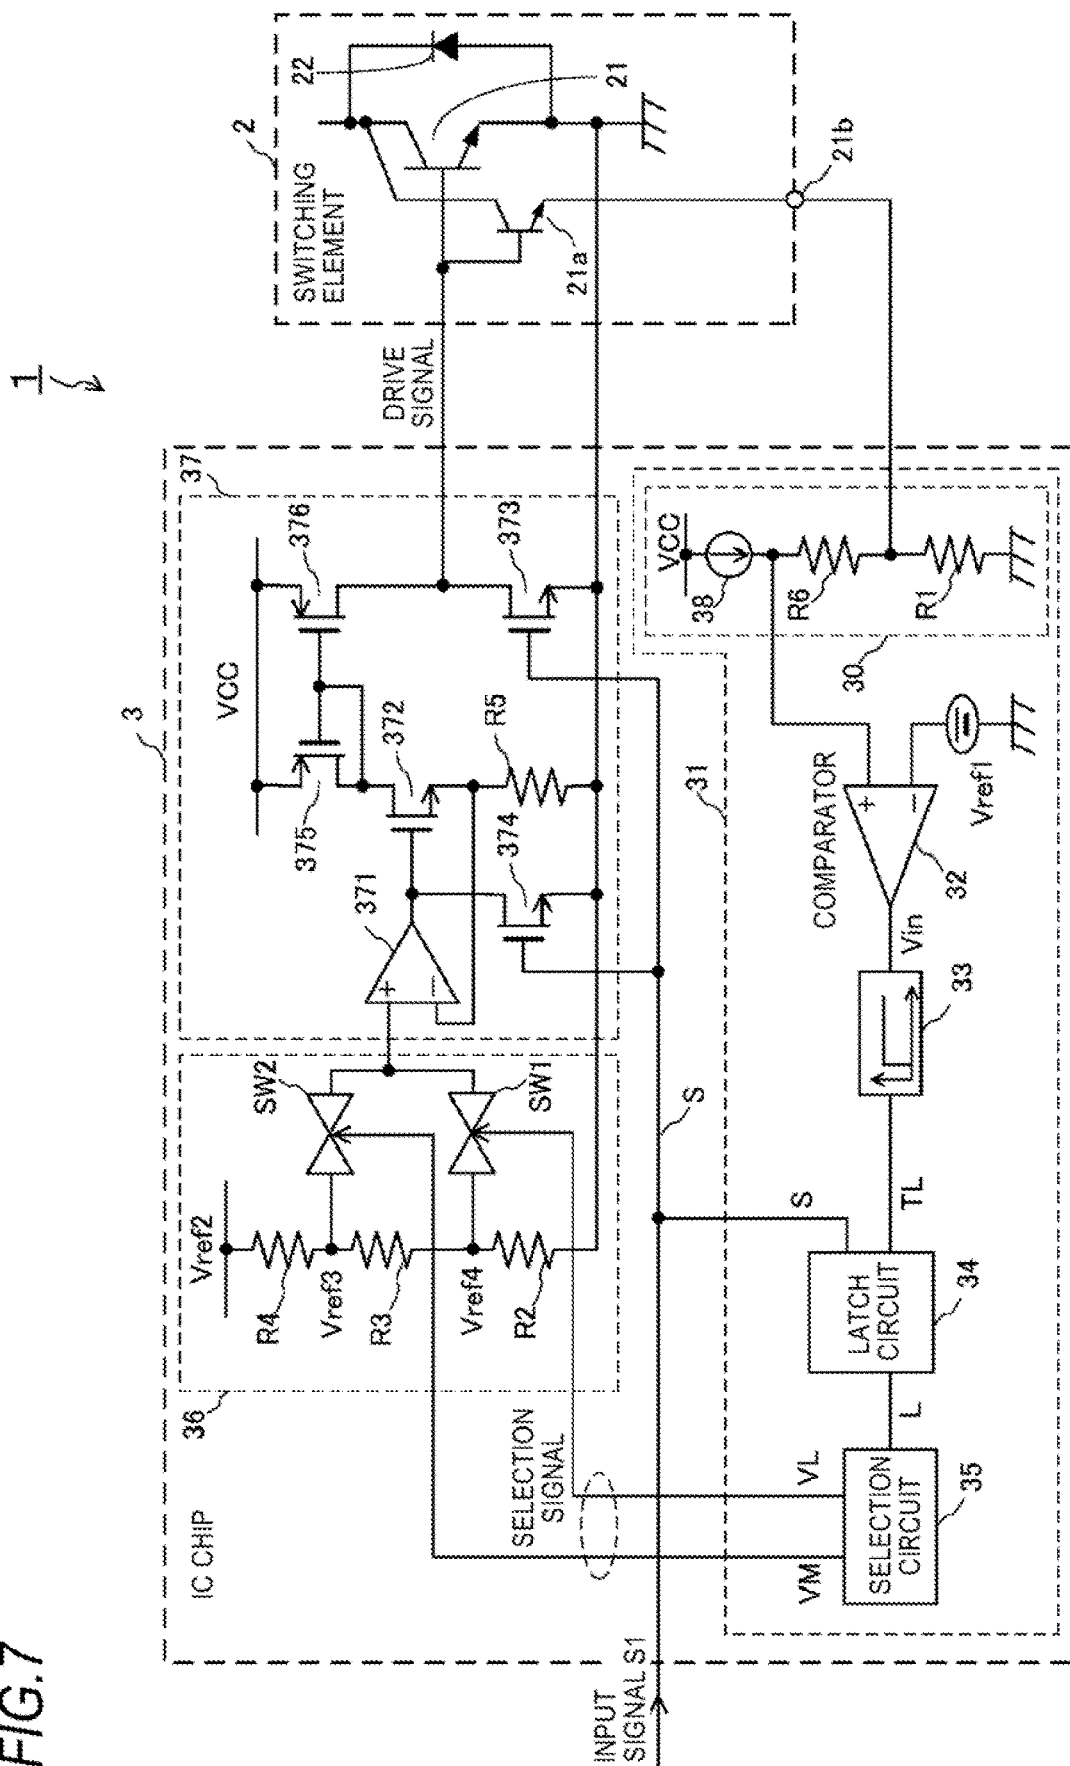 FIG.7
1
2
SWITCHING
ELEMENT
22
21
21a
21b
DRIVE
SIGNAL
3
IC CHIP
37
VCC
376
375
373
372
R5
371
374
36
Vref2
R4
Vref3
R3
Vref4
R2
SW2
SW1
SELECTION
SIGNAL
INPUT
SIGNAL S1
S
S
31
30
VCC
38
R6
R1
COMPARATOR
32
Vref1
Vin
33
TL
LATCH
CIRCUIT
34
L
SELECTION
CIRCUIT
35
VL
VM
+
−
+
−